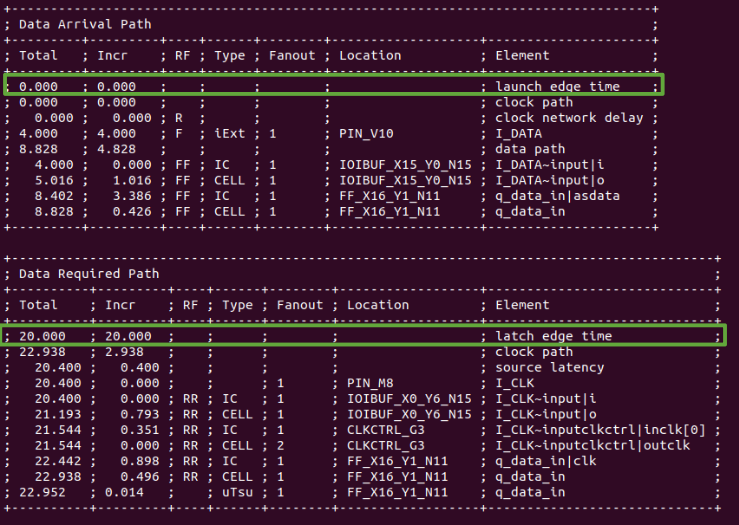 +----------------------------------------------------------------------------------+
; Data Arrival Path ;
+---------+---------+----+------+--------+--------------------+---------------------+
; Total ; Incr ; RF ; Type ; Fanout ; Location ; Element ;
+---------+---------+----+------+--------+--------------------+---------------------+
; 0.000 ; 0.000 ; ; ; ; ; launch edge time ;
; 0.000 ; 0.000 ; ; ; ; ; clock path ;
; 0.000 ; 0.000 ; R ; ; ; ; clock network delay ;
; 4.000 ; 4.000 ; F ; iExt ; 1 ; PIN_V10 ; I_DATA ;
; 8.828 ; 4.828 ; ; ; ; ; data path ;
; 4.000 ; 0.000 ; FF ; IC ; 1 ; IOIBUF_X15_Y0_N15 ; I_DATA~input|i ;
; 5.016 ; 1.016 ; FF ; CELL ; 1 ; IOIBUF_X15_Y0_N15 ; I_DATA~input|o ;
; 8.402 ; 3.386 ; FF ; IC ; 1 ; FF_X16_Y1_N11 ; q_data_in|asdata ;
; 8.828 ; 0.426 ; FF ; CELL ; 1 ; FF_X16_Y1_N11 ; q_data_in ;
+---------+---------+----+------+--------+--------------------+---------------------+
+------------------------------------------------------------------------------------------+
; Data Required Path ;
+----------+---------+----+------+--------+-------------------+----------------------------+
; Total ; Incr ; RF ; Type ; Fanout ; Location ; Element ;
+----------+---------+----+------+--------+-------------------+----------------------------+
; 20.000 ; 20.000 ; ; ; ; ; latch edge time ;
; 22.938 ; 2.938 ; ; ; ; ; clock path ;
; 20.400 ; 0.400 ; ; ; ; ; source latency ;
; 20.400 ; 0.000 ; ; ; 1 ; PIN_M8 ; I_CLK ;
; 20.400 ; 0.000 ; RR ; IC ; 1 ; IOIBUF_X0_Y6_N15 ; I_CLK~input|i ;
; 21.193 ; 0.793 ; RR ; CELL ; 1 ; IOIBUF_X0_Y6_N15 ; I_CLK~input|o ;
; 21.544 ; 0.351 ; RR ; IC ; 1 ; CLKCTRL_G3 ; I_CLK~inputclkctrl|inclk[0] ;
; 21.544 ; 0.000 ; RR ; CELL ; 2 ; CLKCTRL_G3 ; I_CLK~inputclkctrl|outclk ;
; 22.442 ; 0.898 ; RR ; IC ; 1 ; FF_X16_Y1_N11 ; q_data_in|clk ;
; 22.938 ; 0.496 ; RR ; CELL ; 1 ; FF_X16_Y1_N11 ; q_data_in ;
; 22.952 ; 0.014 ; ; uTsu ; 1 ; FF_X16_Y1_N11 ; q_data_in ;
+----------+---------+----+------+--------+-------------------+----------------------------+